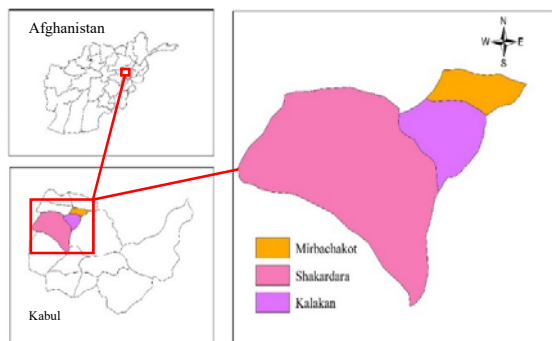 Afghanistan
Kabul
N
W E
S
Mirbachakot
Shakardara
Kalakan